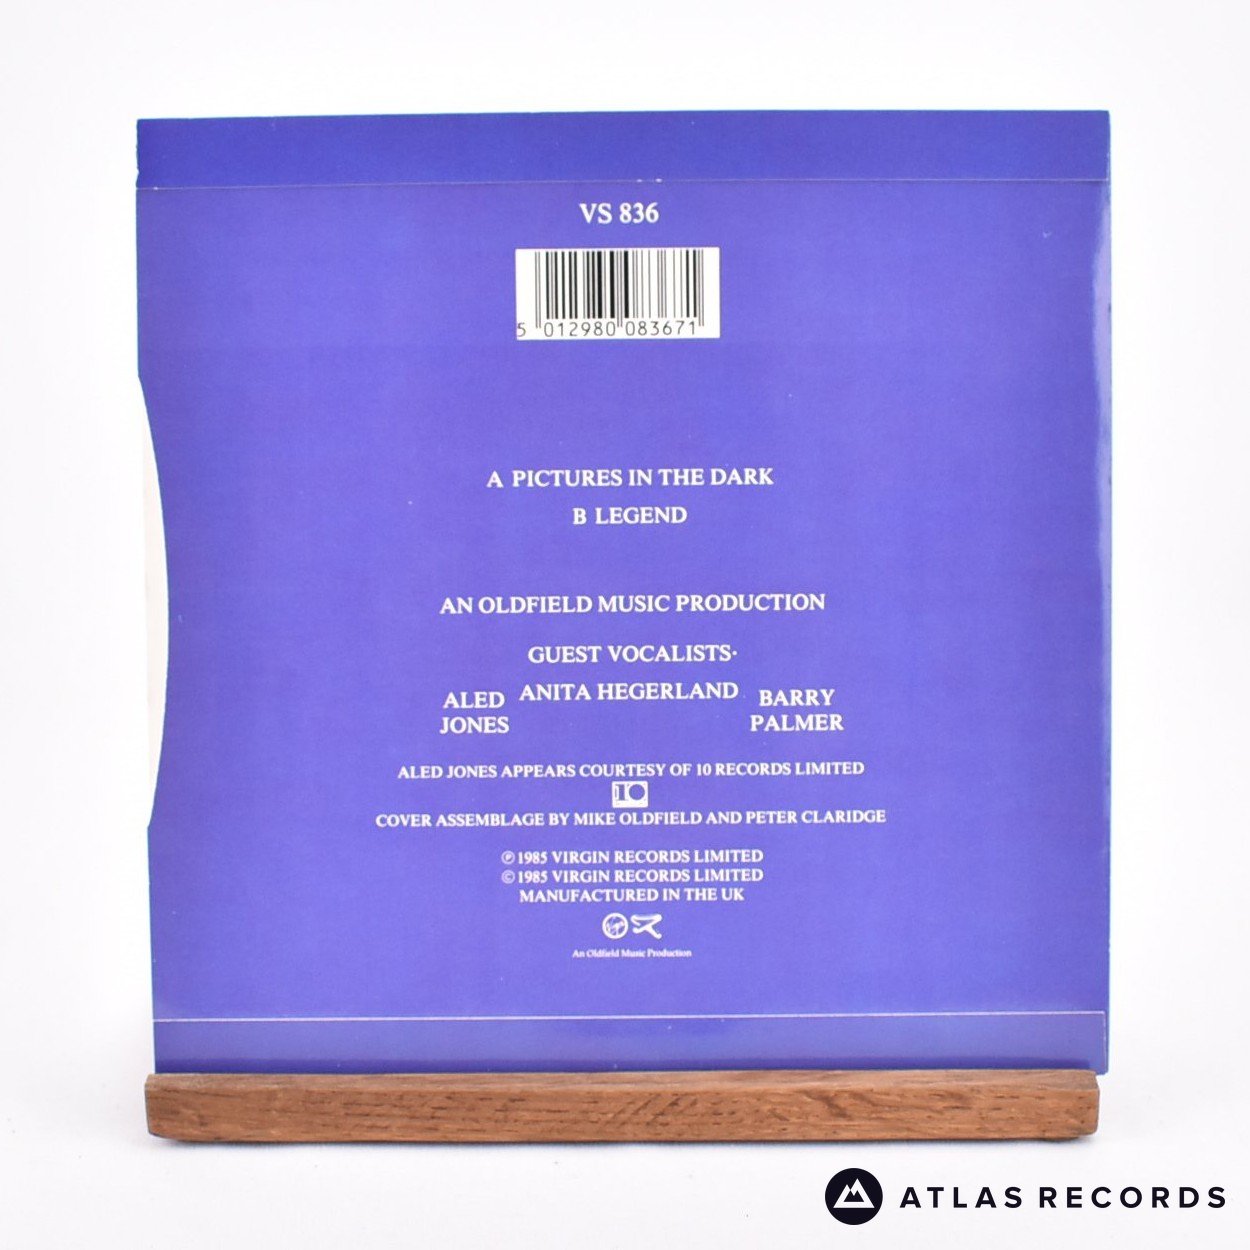 VS 836
5 012980 083671
A PICTURES IN THE DARK
B LEGEND
AN OLDFIELD MUSIC PRODUCTION
GUEST VOCALISTS·
ALED JONES
ANITA HEGERLAND
BARRY PALMER
ALED JONES APPEARS COURTESY OF 10 RECORDS LIMITED
10
COVER ASSEMBLAGE BY MIKE OLDFIELD AND PETER CLARIDGE
℗ 1985 VIRGIN RECORDS LIMITED
© 1985 VIRGIN RECORDS LIMITED
MANUFACTURED IN THE UK
Virgin
An Oldfield Music Production
ATLAS RECORDS